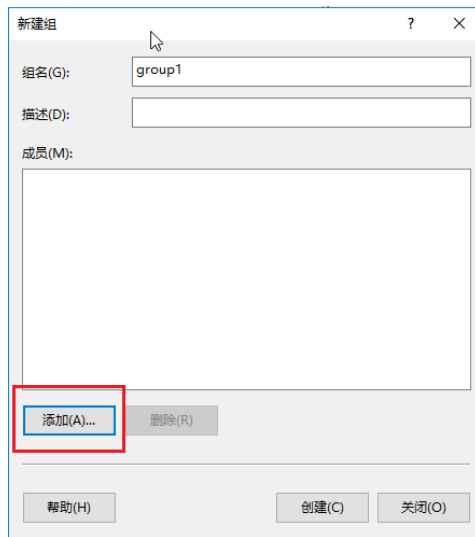 新建组
?
组名(G):
group1
描述(D):
成员(M):
添加(A)...
删除(R)
帮助(H)
创建(C)
关闭(O)